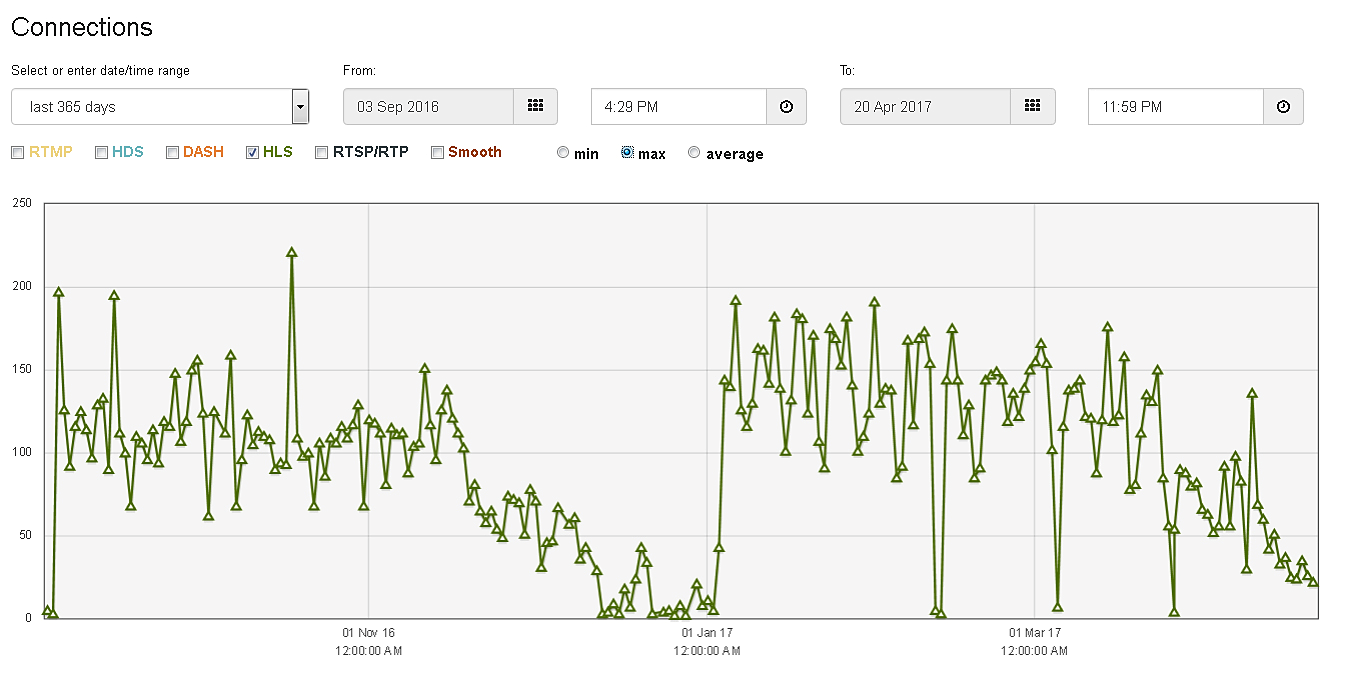 Connections
Select or enter date/time range From: To:
last 365 days 03 Sep 2016 4:29 PM 20 Apr 2017 11:59 PM
RTMP HDS DASH HLS RTSP/RTP Smooth min max average
250
200
150
100
50
0
01 Nov 16 01 Jan 17 01 Mar 17
12:00:00 AM 12:00:00 AM 12:00:00 AM